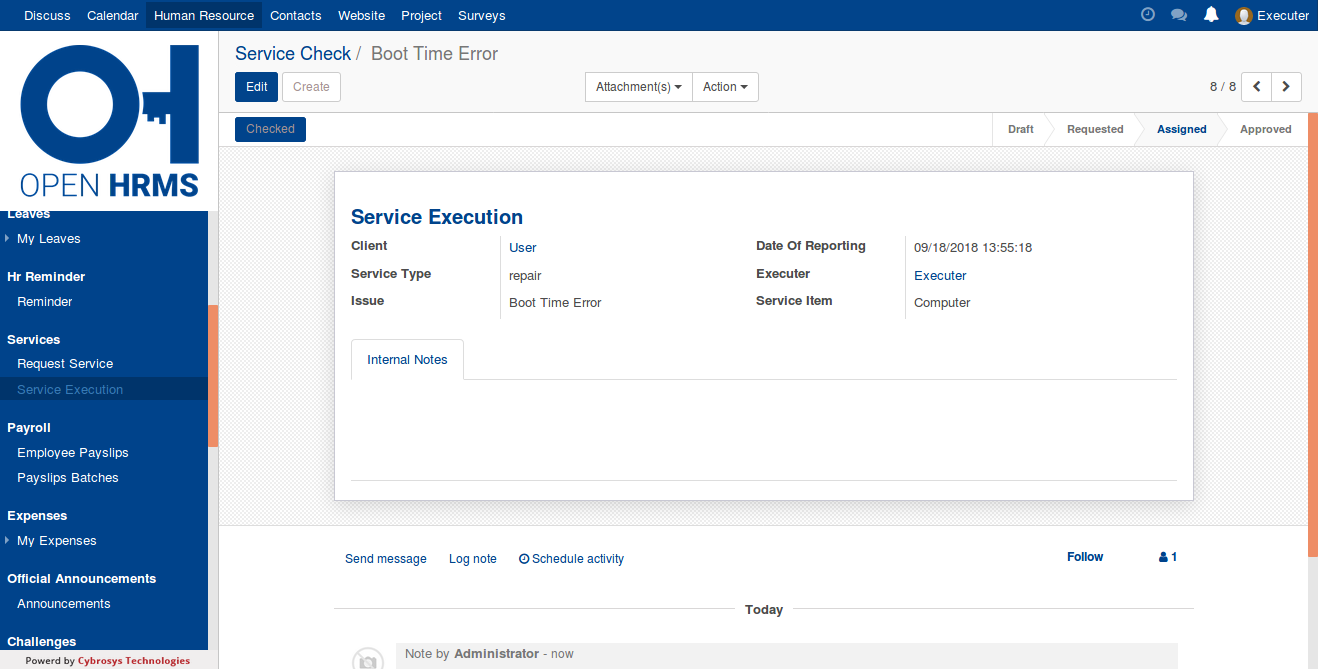 Discuss Calendar Human Resource Contacts Website Project Surveys Executer
OPEN HRMS
Service Check / Boot Time Error
Edit Create Attachment(s) Action 8 / 8
Checked Draft Requested Assigned Approved
Leaves
My Leaves
Hr Reminder
Reminder
Services
Request Service
Service Execution
Payroll
Employee Payslips
Payslips Batches
Expenses
My Expenses
Official Announcements
Announcements
Challenges
Powerd by Cybrosys Technologies
Service Execution
Client User Date Of Reporting 09/18/2018 13:55:18
Service Type repair Executer Executer
Issue Boot Time Error Service Item Computer
Internal Notes
Send message Log note Schedule activity Follow 1
Today
Note by Administrator - now